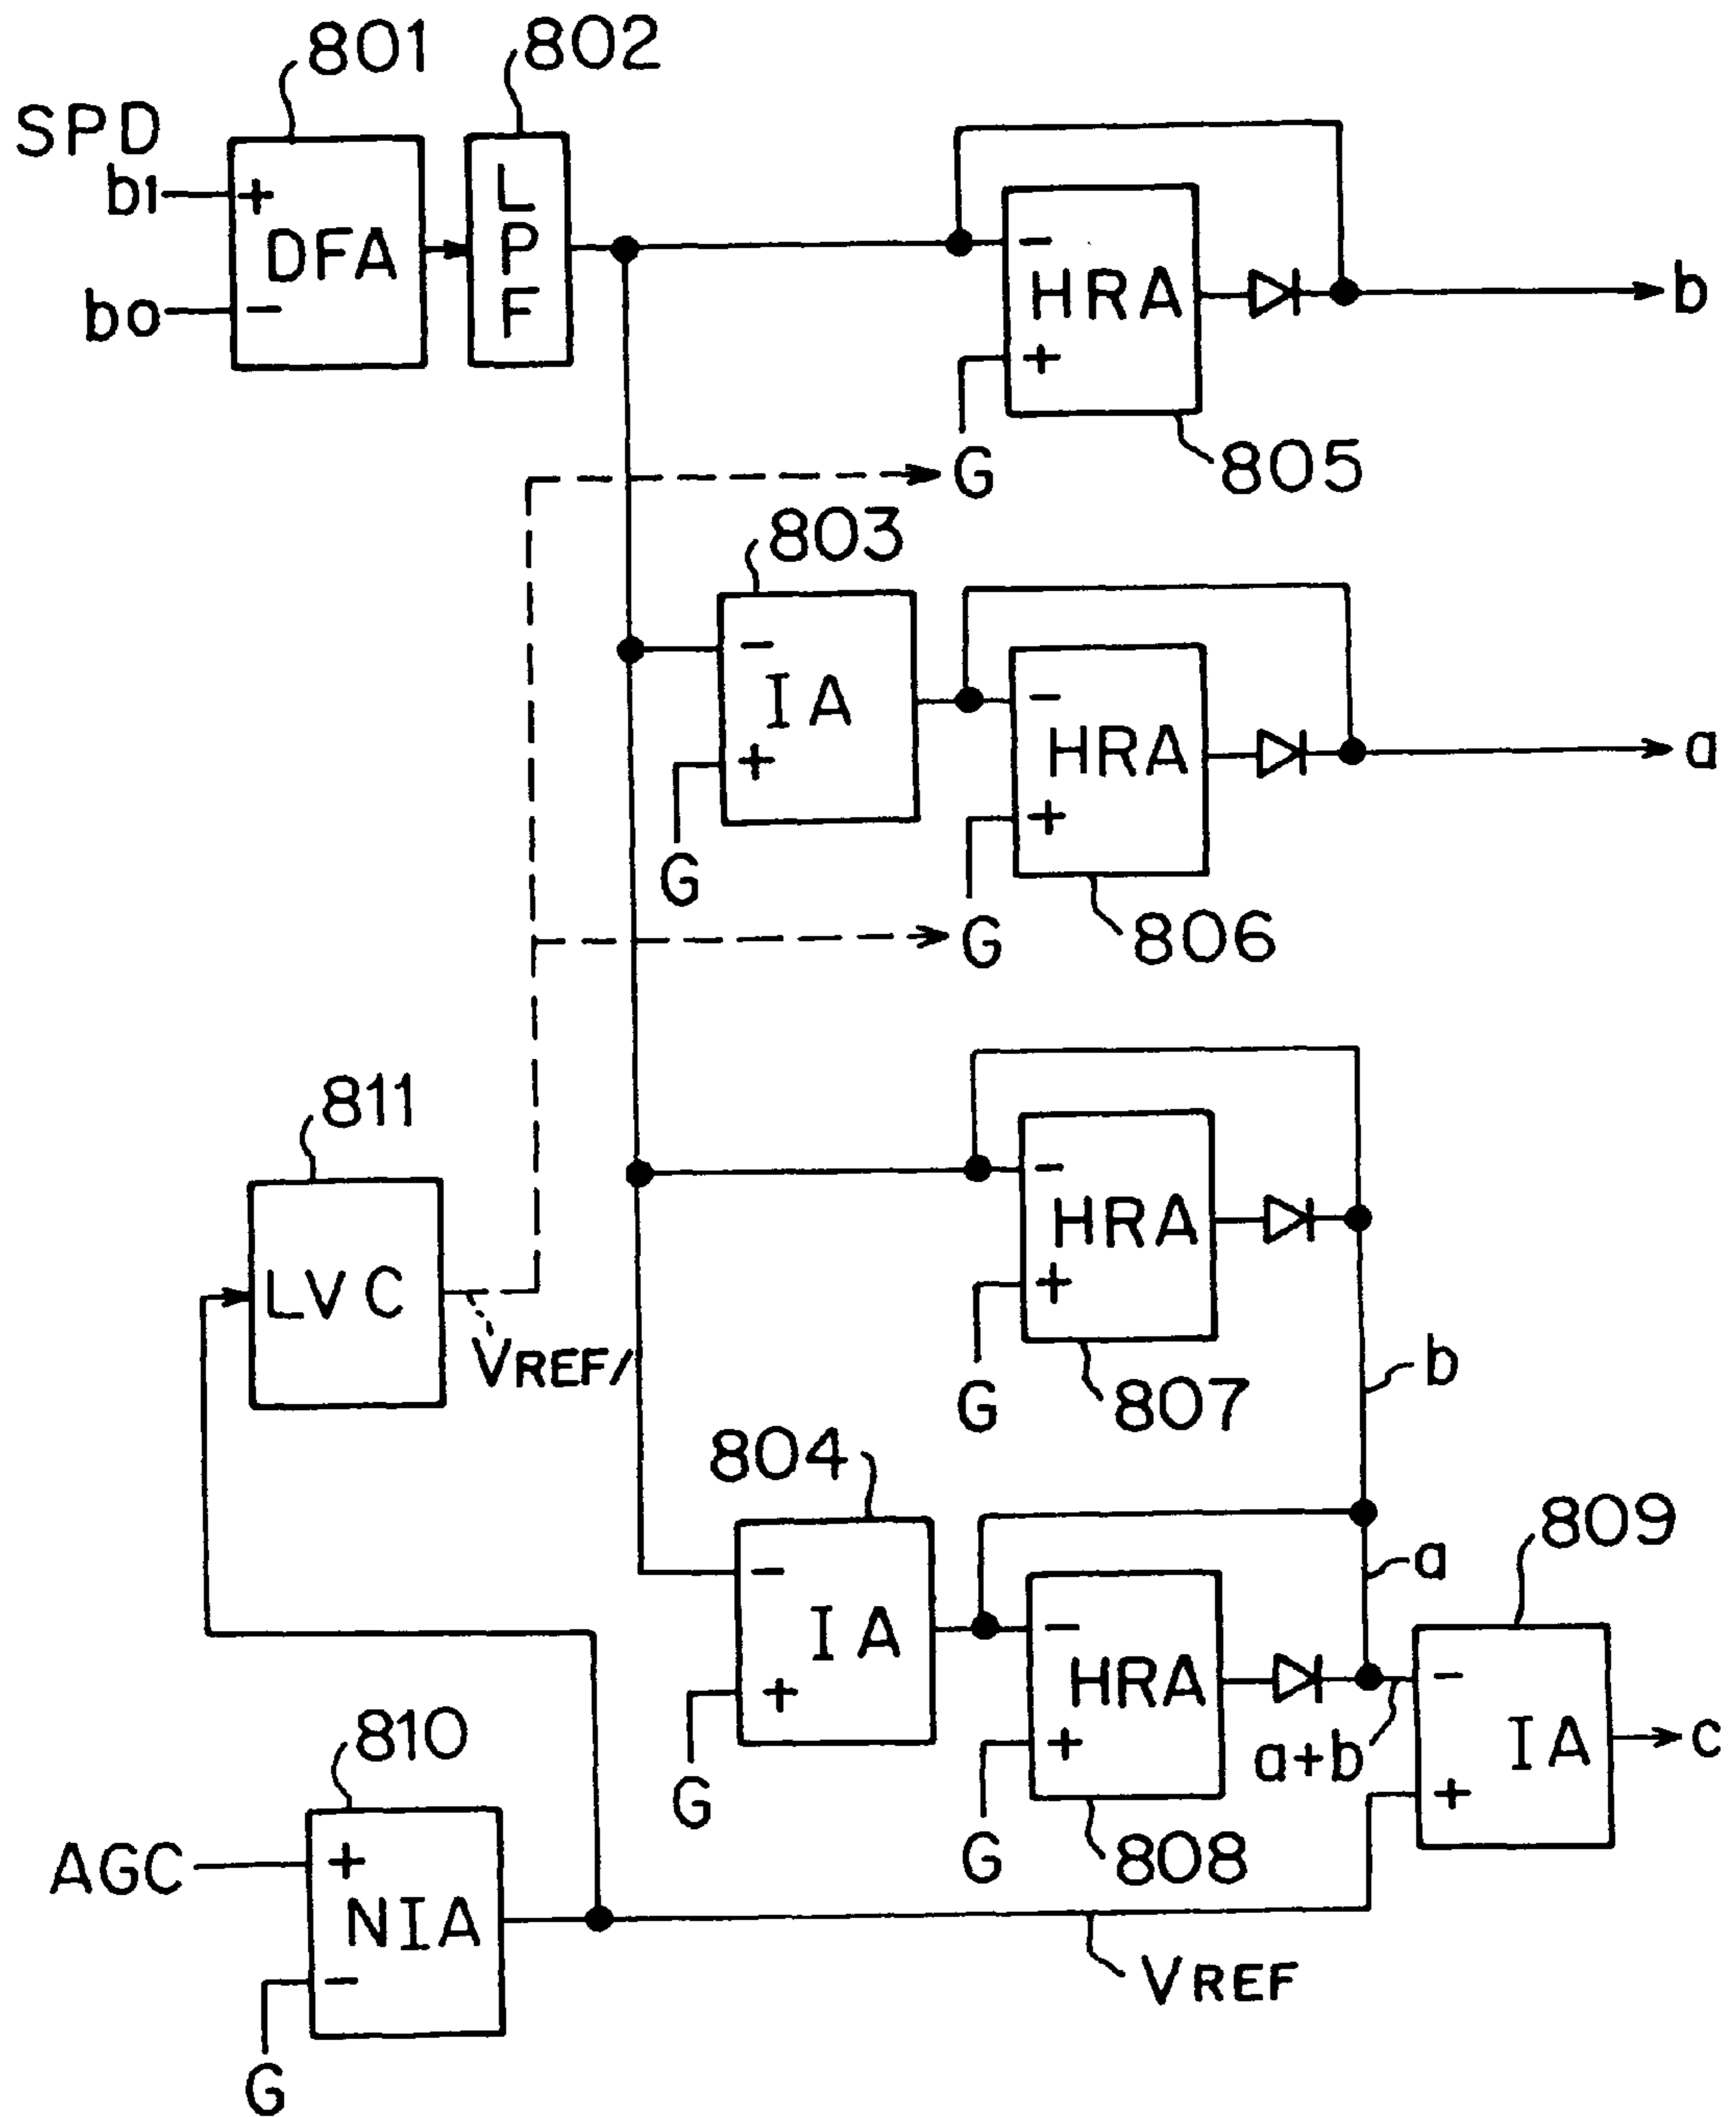 801
802
SPD
b1
+
DFA
b0
−
L
P
F
−
HRA
+
b
G
805
803
−
IA
+
G
−
HRA
+
a
G
806
811
LVC
VREF/
−
HRA
+
G
807
b
804
−
IA
+
G
−
HRA
+
G
808
a
a+b
809
−
IA
+
c
810
AGC
+
NIA
−
G
VREF